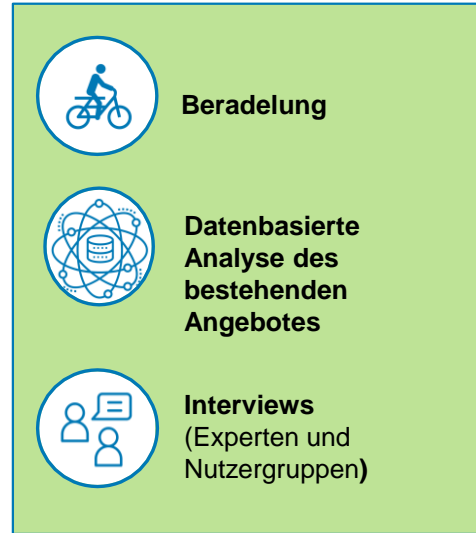 Beradelung
Datenbasierte
Analyse des
bestehenden
Angebotes
Interviews
(Experten und
Nutzergruppen)